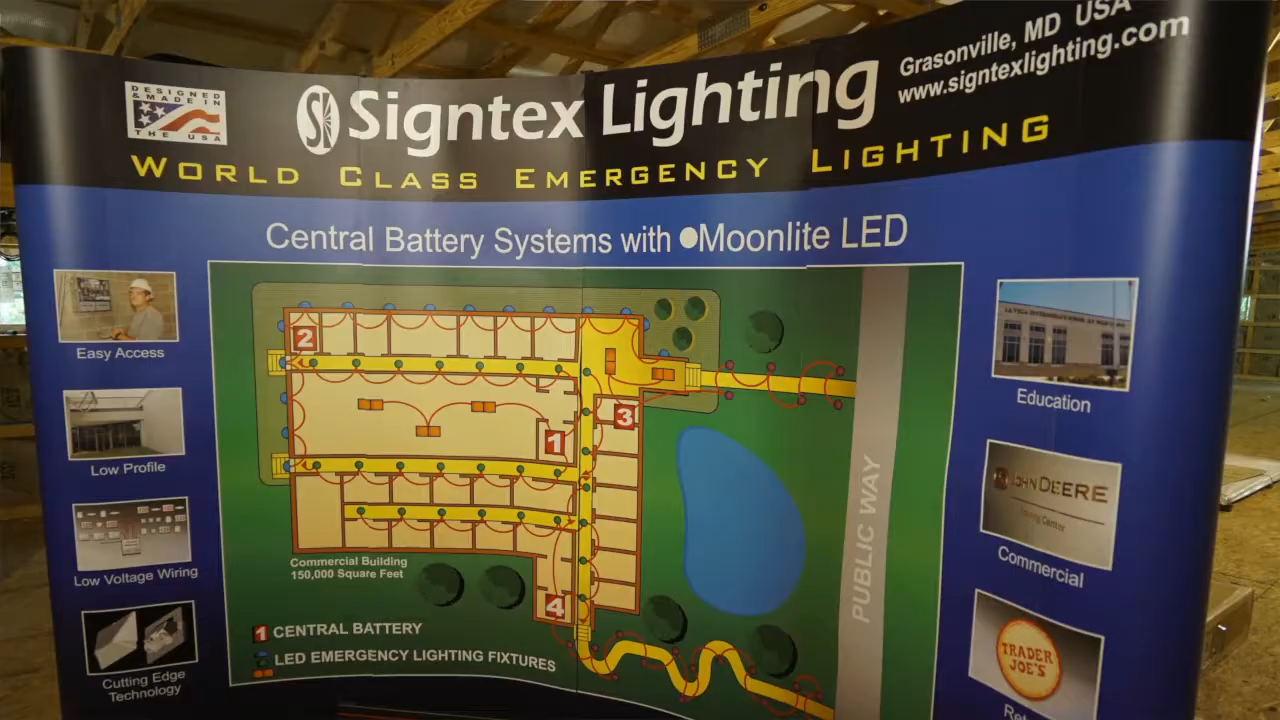 DESIGNED
& MADE IN
THE USA
Signtex Lighting
Grasonville, MD USA
www.signtexlighting.com
WORLD CLASS EMERGENCY LIGHTING
Central Battery Systems with Moonlite LED
Easy Access
Low Profile
Low Voltage Wiring
Cutting Edge
Technology
2
3
1
4
Commercial Building
150,000 Square Feet
1 CENTRAL BATTERY
LED EMERGENCY LIGHTING FIXTURES
PUBLIC WAY
Education
JOHN DEERE
Commercial
TRADER
JOE'S